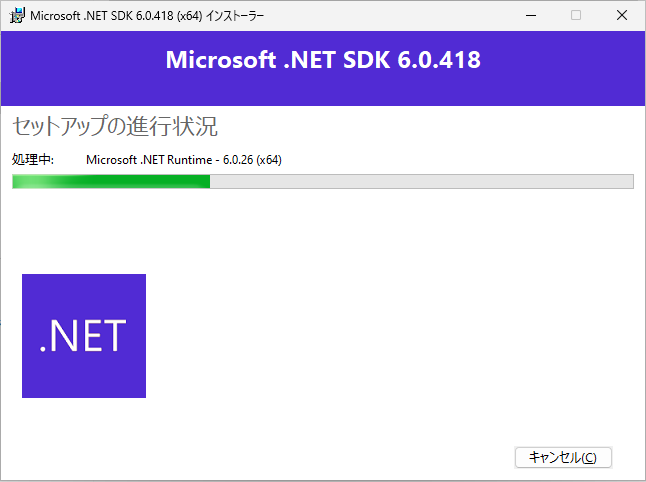 Microsoft .NET SDK 6.0.418 (x64) インストーラー
Microsoft .NET SDK 6.0.418
セットアップの進行状況
処理中: Microsoft .NET Runtime - 6.0.26 (x64)
.NET
キャンセル(C)